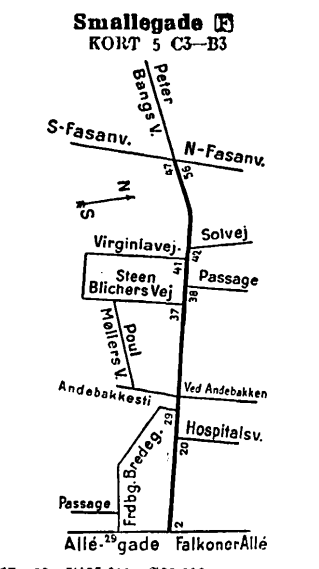 Smallegade F
KORT 5 C3—B3
Peter
Bangs V.
S-Fasanv.
N-Fasanv.
47
56
N
S
Solvej
Virginiavej.
41
42
Steen
Blichers Vej
Passage
38
37
Poul
Møllers V.
Andebakkesti
Ved Andebakken
29
Hospitalsv.
20
Frdbg. Bredeg.
Passage
2
Allé-29gade
FalkonerAllé